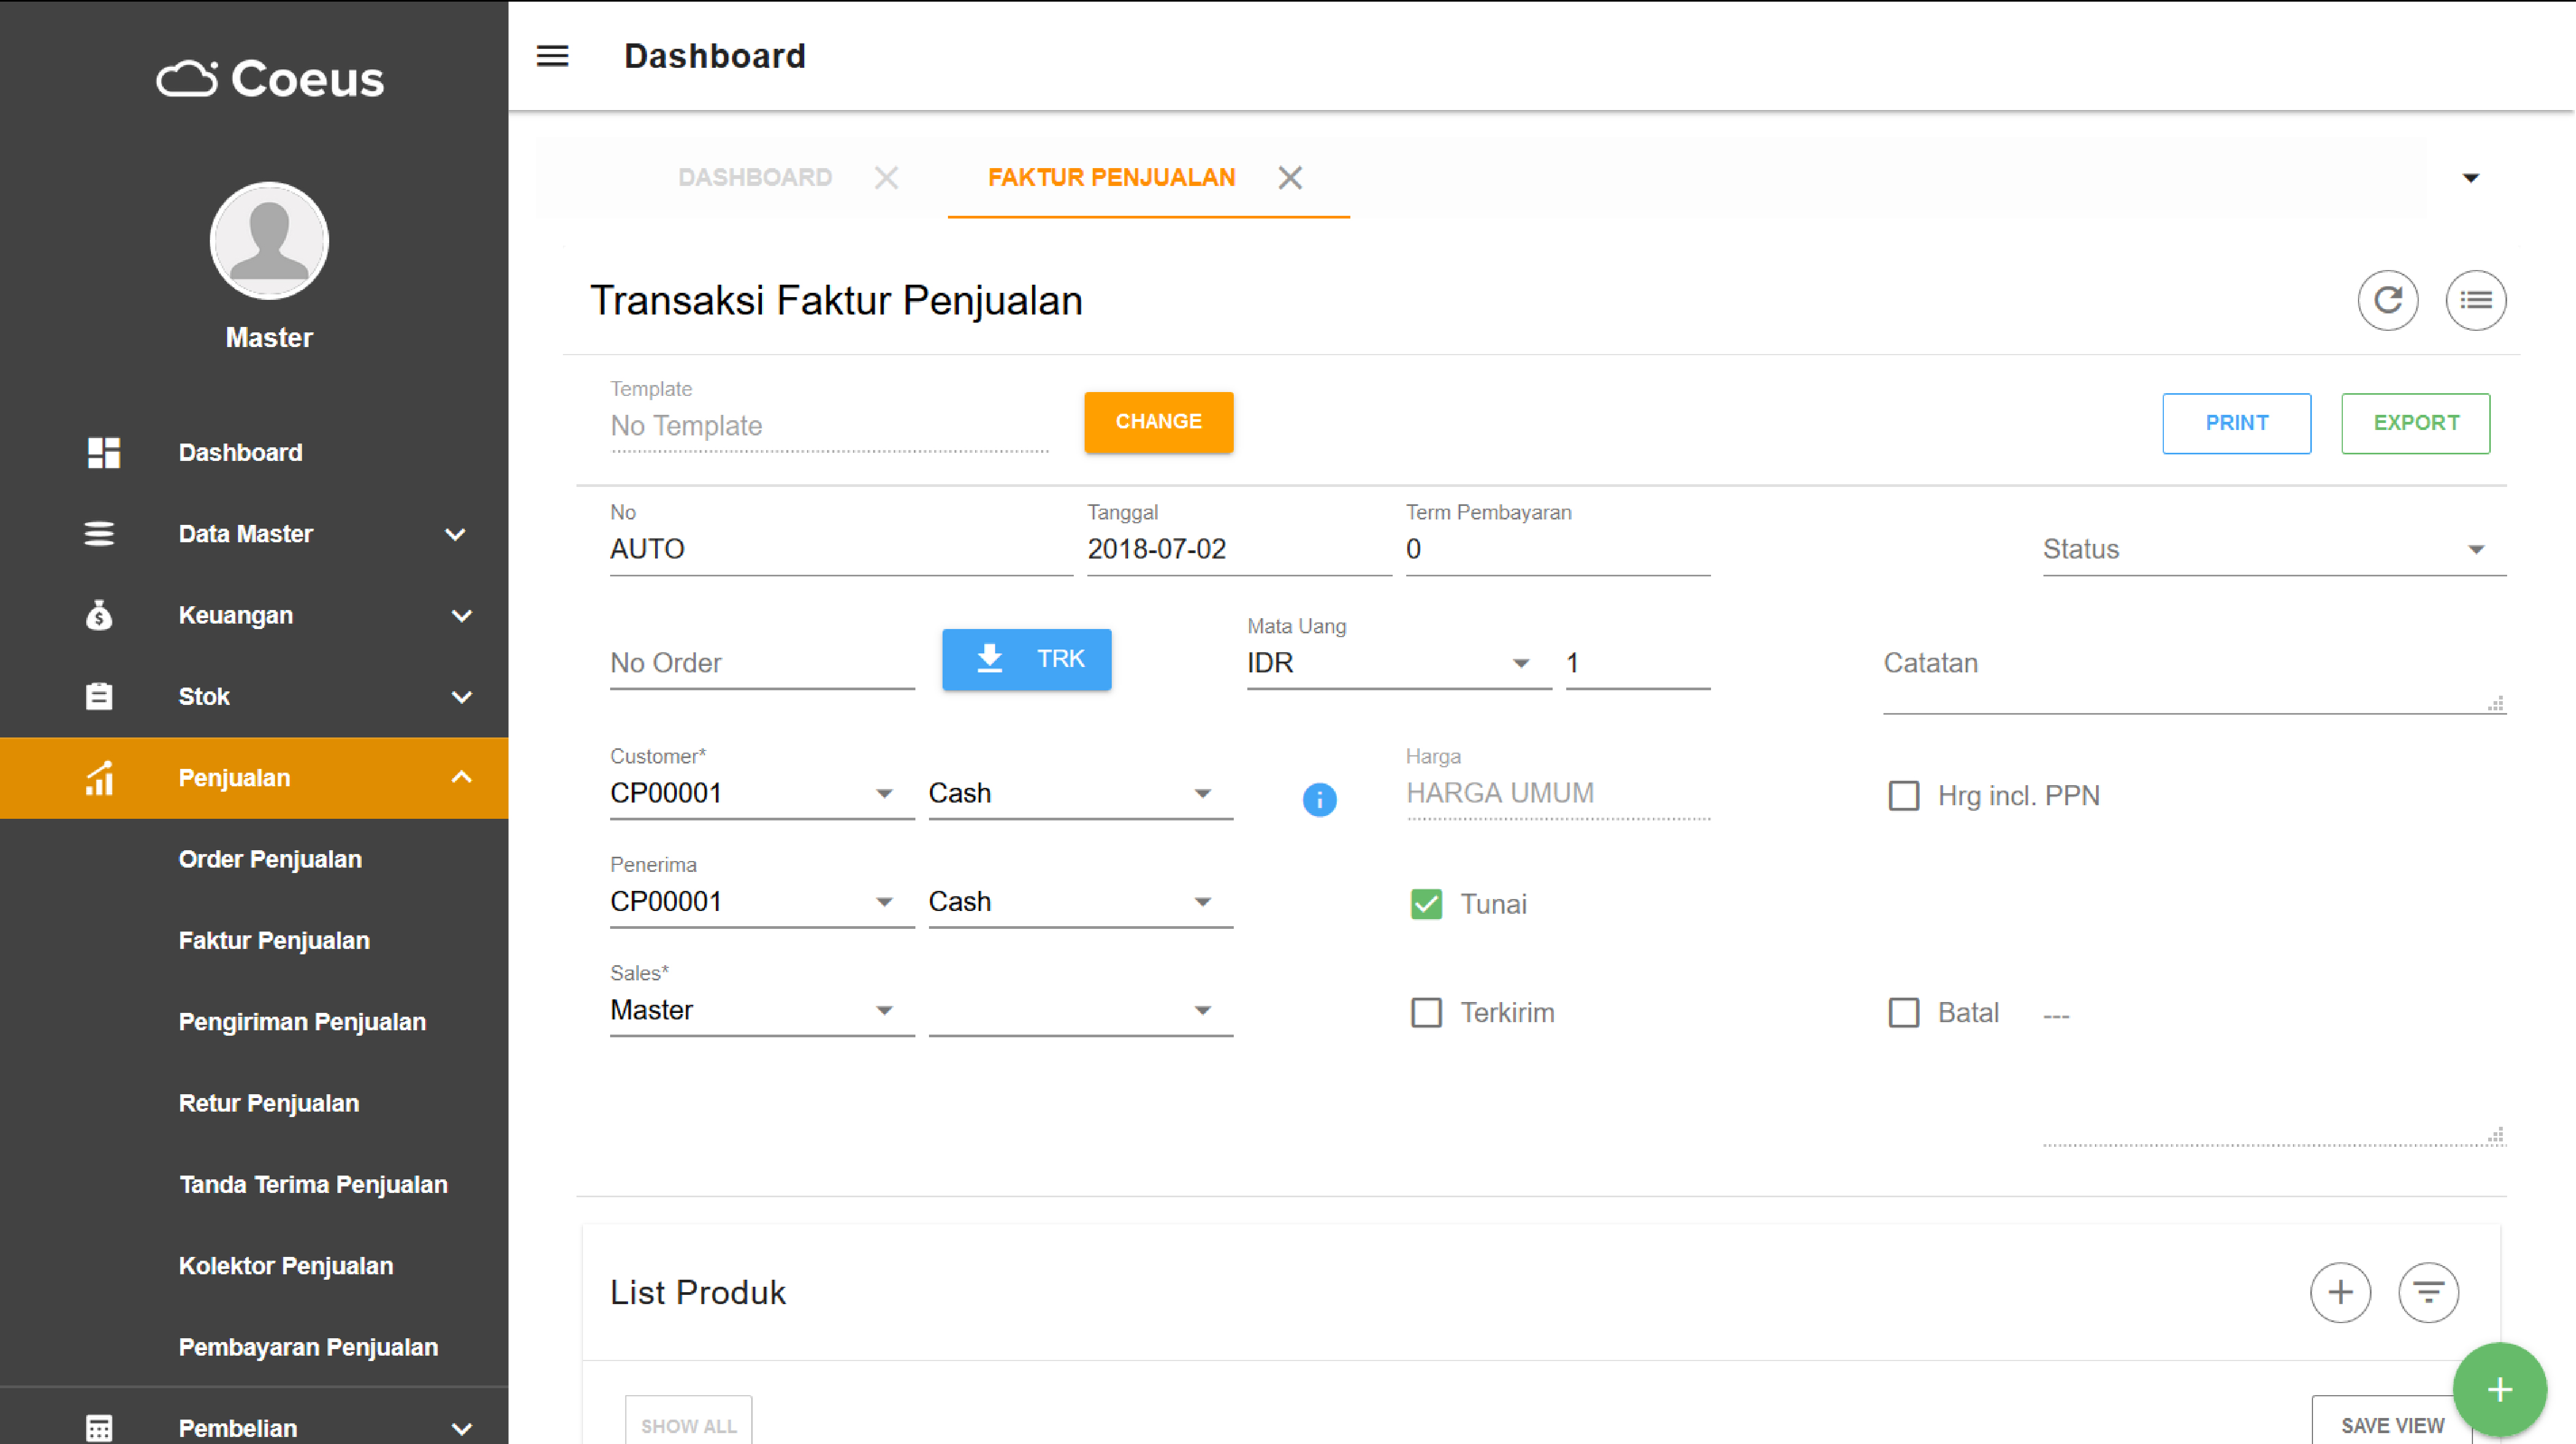 Coeus
Master
Dashboard
Data Master
Keuangan
Stok
Penjualan
Order Penjualan
Faktur Penjualan
Pengiriman Penjualan
Retur Penjualan
Tanda Terima Penjualan
Kolektor Penjualan
Pembayaran Penjualan
Pembelian
Dashboard
DASHBOARD FAKTUR PENJUALAN
Transaksi Faktur Penjualan
Template
No Template CHANGE PRINT EXPORT
No Tanggal Term Pembayaran
AUTO 2018-07-02 0 Status
Mata Uang
No Order TRK IDR 1 Catatan
Customer* Harga
CP00001 Cash HARGA UMUM Hrg incl. PPN
Penerima
CP00001 Cash Tunai
Sales*
Master Terkirim Batal ---
List Produk
SHOW ALL SAVE VIEW